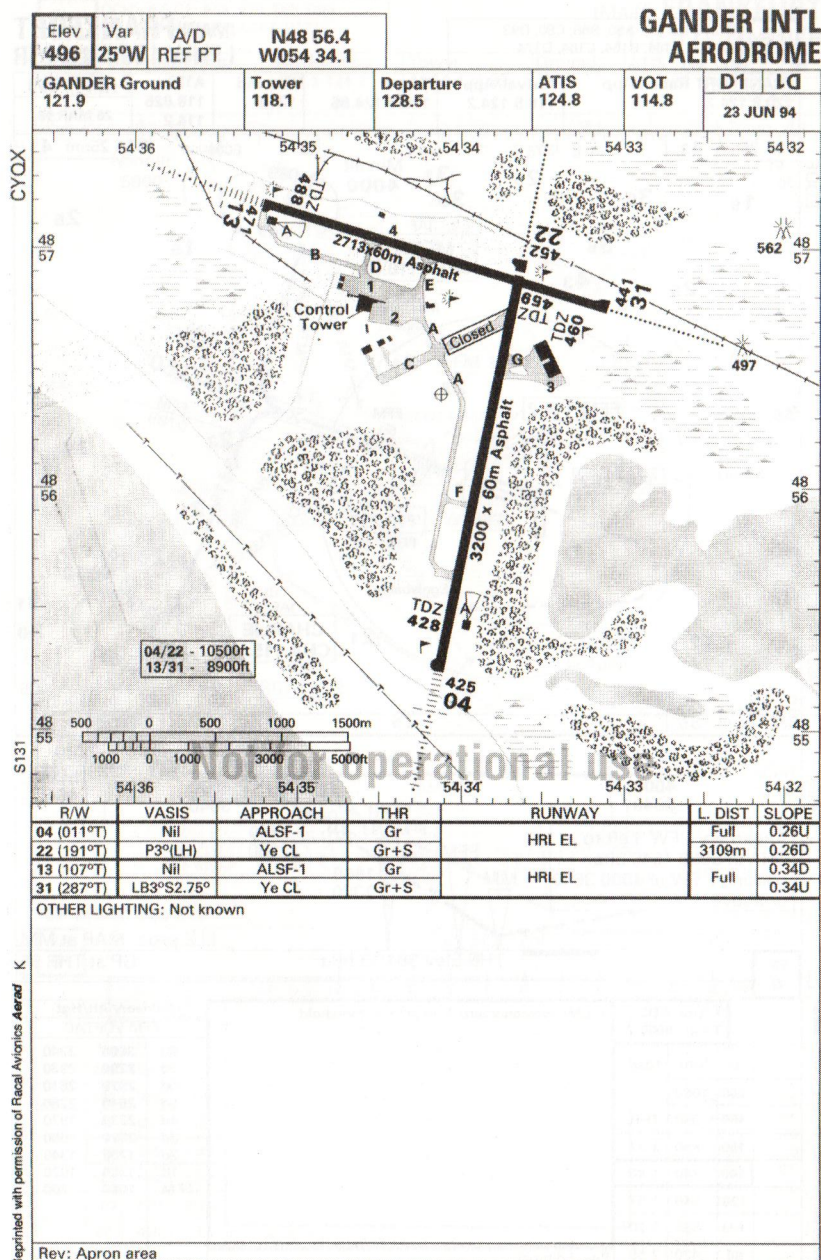 GANDER INTL
AERODROME
Elev 496
Var 25°W
A/D REF PT
N48 56.4
W054 34.1
GANDER Ground 121.9
Tower 118.1
Departure 128.5
ATIS 124.8
VOT 114.8
D1
23 JUN 94
CYQX
54 36
54 35
54 34
54 33
54 32
48 57
48 57
562
TDZ 488
471
13
A
B
D
4
2713x60m Asphalt
E
1
2
Control Tower
A
C
A
Closed
22
452
459
TDZ
TDZ 460
441
31
G
3
497
48 56
48 56
F
3200 x 60m Asphalt
TDZ 428
A
425
04
04/22 - 10500ft
13/31 - 8900ft
48 55
48 55
500 0 500 1000 1500m
1000 0 1000 3000 5000ft
Not for operational use
54 36
54 35
54 34
54 33
54 32
S131
R/W VASIS APPROACH THR RUNWAY L. DIST SLOPE
04 (011°T) Nil ALSF-1 Gr HRL EL Full 0.26U
22 (191°T) P3°(LH) Ye CL Gr+S 3109m 0.26D
13 (107°T) Nil ALSF-1 Gr HRL EL Full 0.34D
31 (287°T) LB3°S2.75° Ye CL Gr+S 0.34U
OTHER LIGHTING: Not known
eprinted with permission of Racal Avionics Aerad K
Rev: Apron area